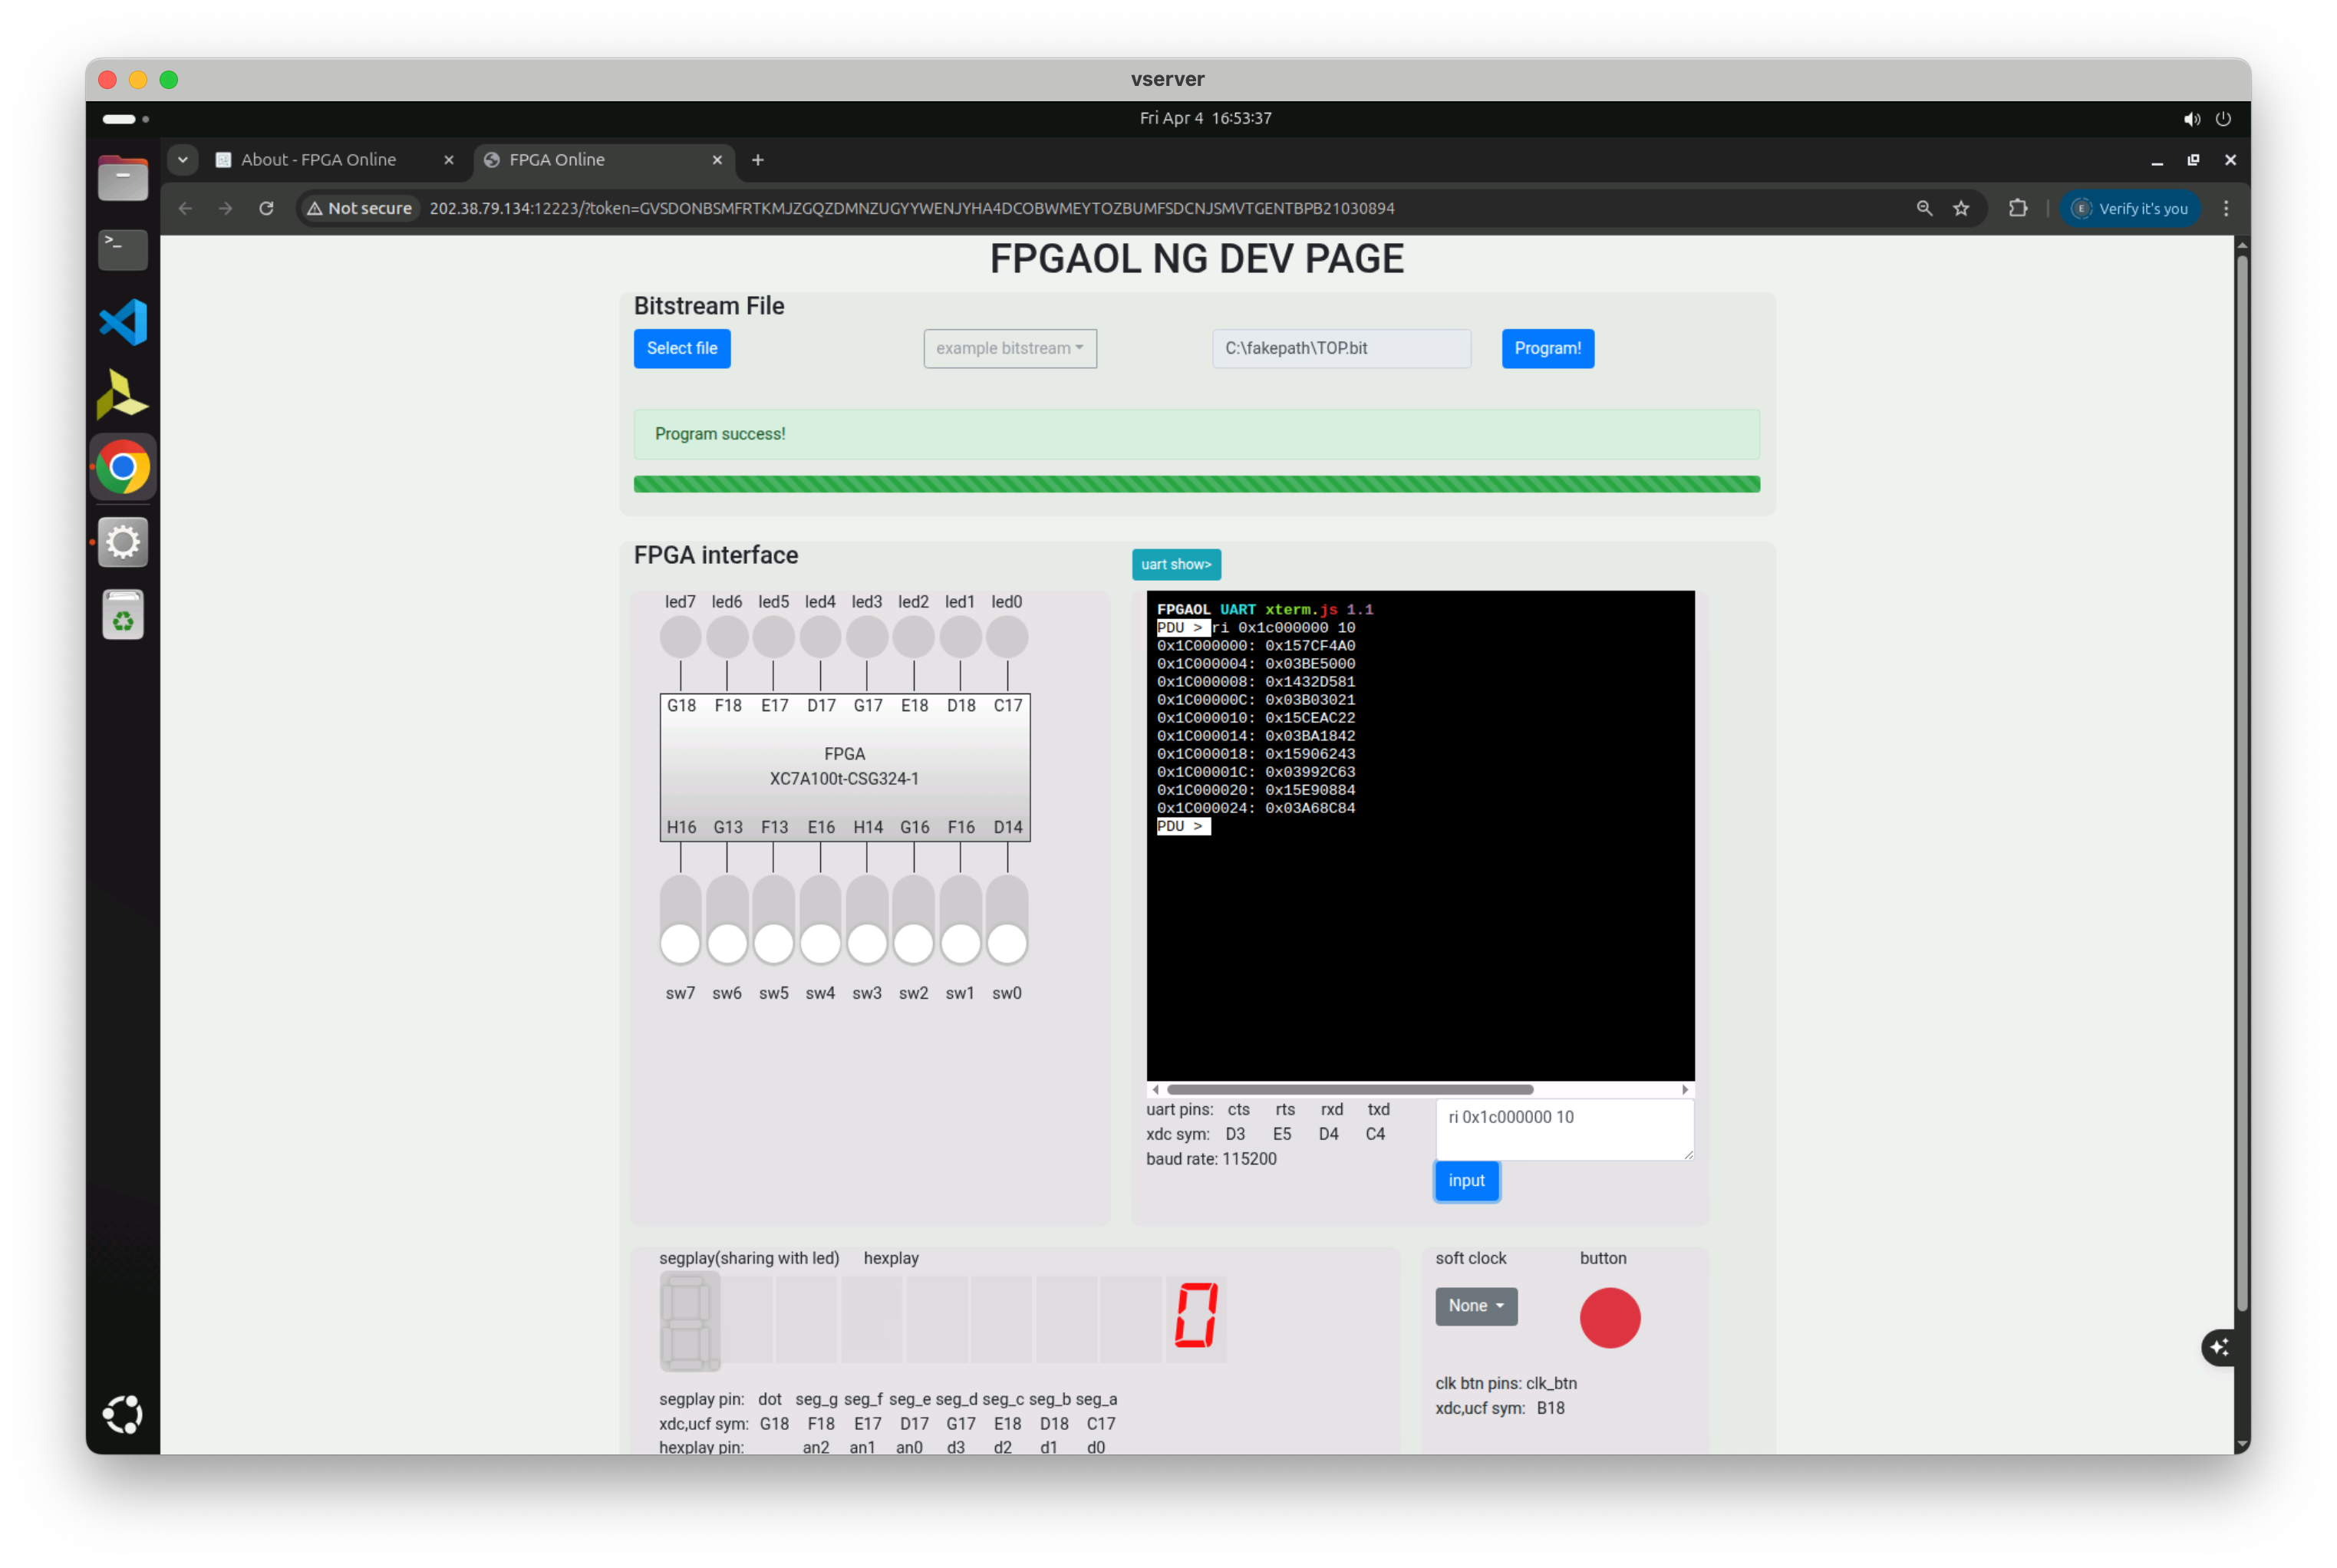 vserver
Fri Apr 4 16:53:37
About - FPGA Online
FPGA Online
Not secure 202.38.79.134:12223/?token=GVSDONBSMFRTKMJZGQZDMNZUGYYWENJYHA4DCOBWMEYTOZBUMFSDCNJSMVTGENTBPB21030894
E Verify it's you
FPGAOL NG DEV PAGE
Bitstream File
Select file example bitstream C:\fakepath\TOP.bit Program!
Program success!
FPGA interface
uart show>
led7 led6 led5 led4 led3 led2 led1 led0
G18 F18 E17 D17 G17 E18 D18 C17
FPGA
XC7A100t-CSG324-1
H16 G13 F13 E16 H14 G16 F16 D14
sw7 sw6 sw5 sw4 sw3 sw2 sw1 sw0
FPGAOL UART xterm.js 1.1
PDU > ri 0x1c000000 10
0x1C000000: 0x157CF4A0
0x1C000004: 0x03BE5000
0x1C000008: 0x1432D581
0x1C00000C: 0x03B03021
0x1C000010: 0x15CEAC22
0x1C000014: 0x03BA1842
0x1C000018: 0x15906243
0x1C00001C: 0x03992C63
0x1C000020: 0x15E90884
0x1C000024: 0x03A68C84
PDU >
uart pins: cts rts rxd txd
xdc sym: D3 E5 D4 C4
baud rate: 115200
ri 0x1c000000 10
input
segplay(sharing with led) hexplay
0
segplay pin: dot seg_g seg_f seg_e seg_d seg_c seg_b seg_a
xdc,ucf sym: G18 F18 E17 D17 G17 E18 D18 C17
hexplay pin: an2 an1 an0 d3 d2 d1 d0
soft clock button
None
clk btn pins: clk_btn
xdc,ucf sym: B18